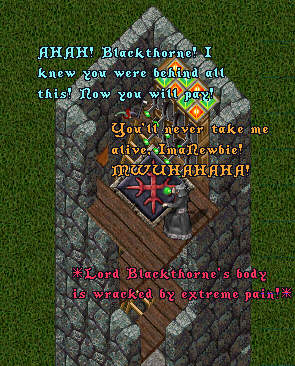 AHAH! Blackthorne! I
knew you were behind all
this! Now you will pay!
You'll never take me
alive, ImaNewbie!
MWUHAHAHA!
*Lord Blackthorne's body
is wracked by extreme pain!*